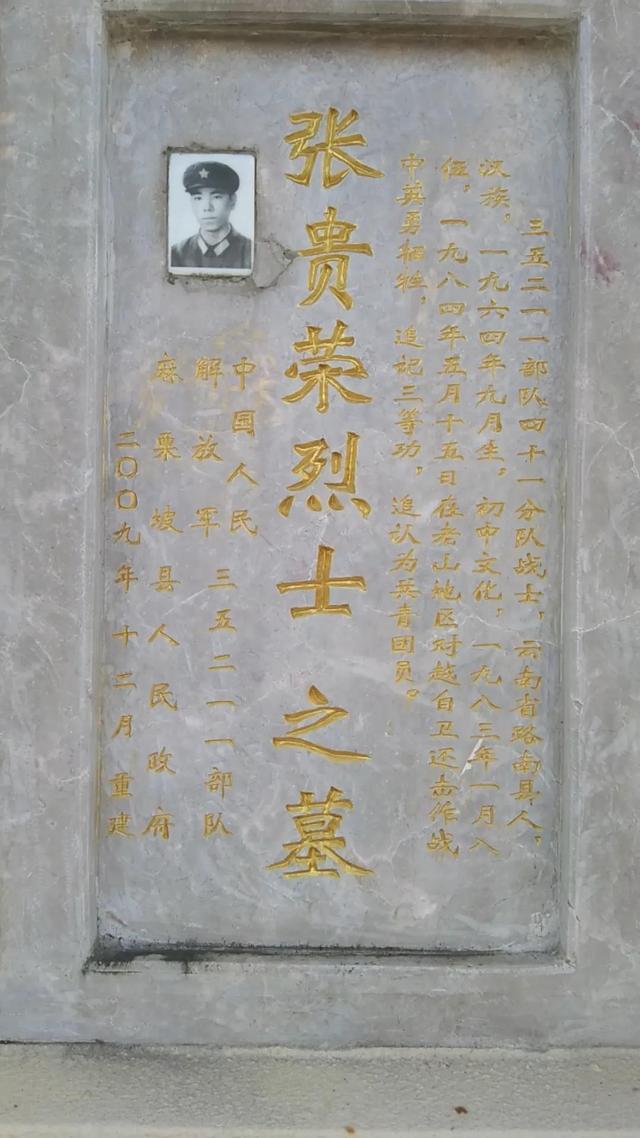 三五二一一部队四十一分队战士，云南省路南县人，
汉族，一九六四年九月生，初中文化，一九八三年一月入
伍，一九八四年五月十五日在老山地区对越自卫还击作战
中英勇牺牲，追记三等功，追认为共青团员。
张贵荣烈士之墓
中国人民
解放军三五二一一部队
麻栗坡县人民政府
二〇〇九年十二月重建